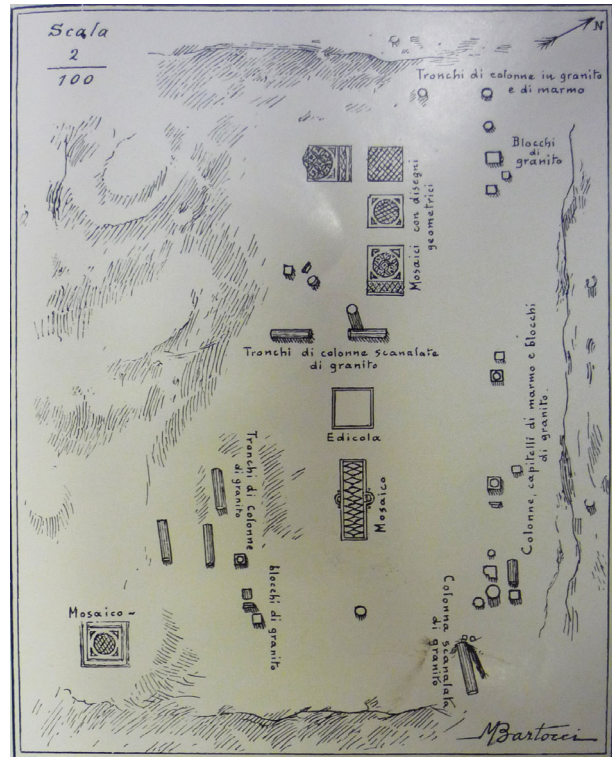 Scala
2
100
N
Tronchi di colonne in granito
e di marmo
Blocchi
di
granito
Mosaici con disegni
geometrici
Tronchi di colonne scanalate
di granito
Colonne, capitelli di marmo e blocchi
di granito.
Edicola
Tronchi di Colonne
di granito
Mosaico
blocchi di granito
Mosaico ~
Colonna scanalata
di granito
MBartocci